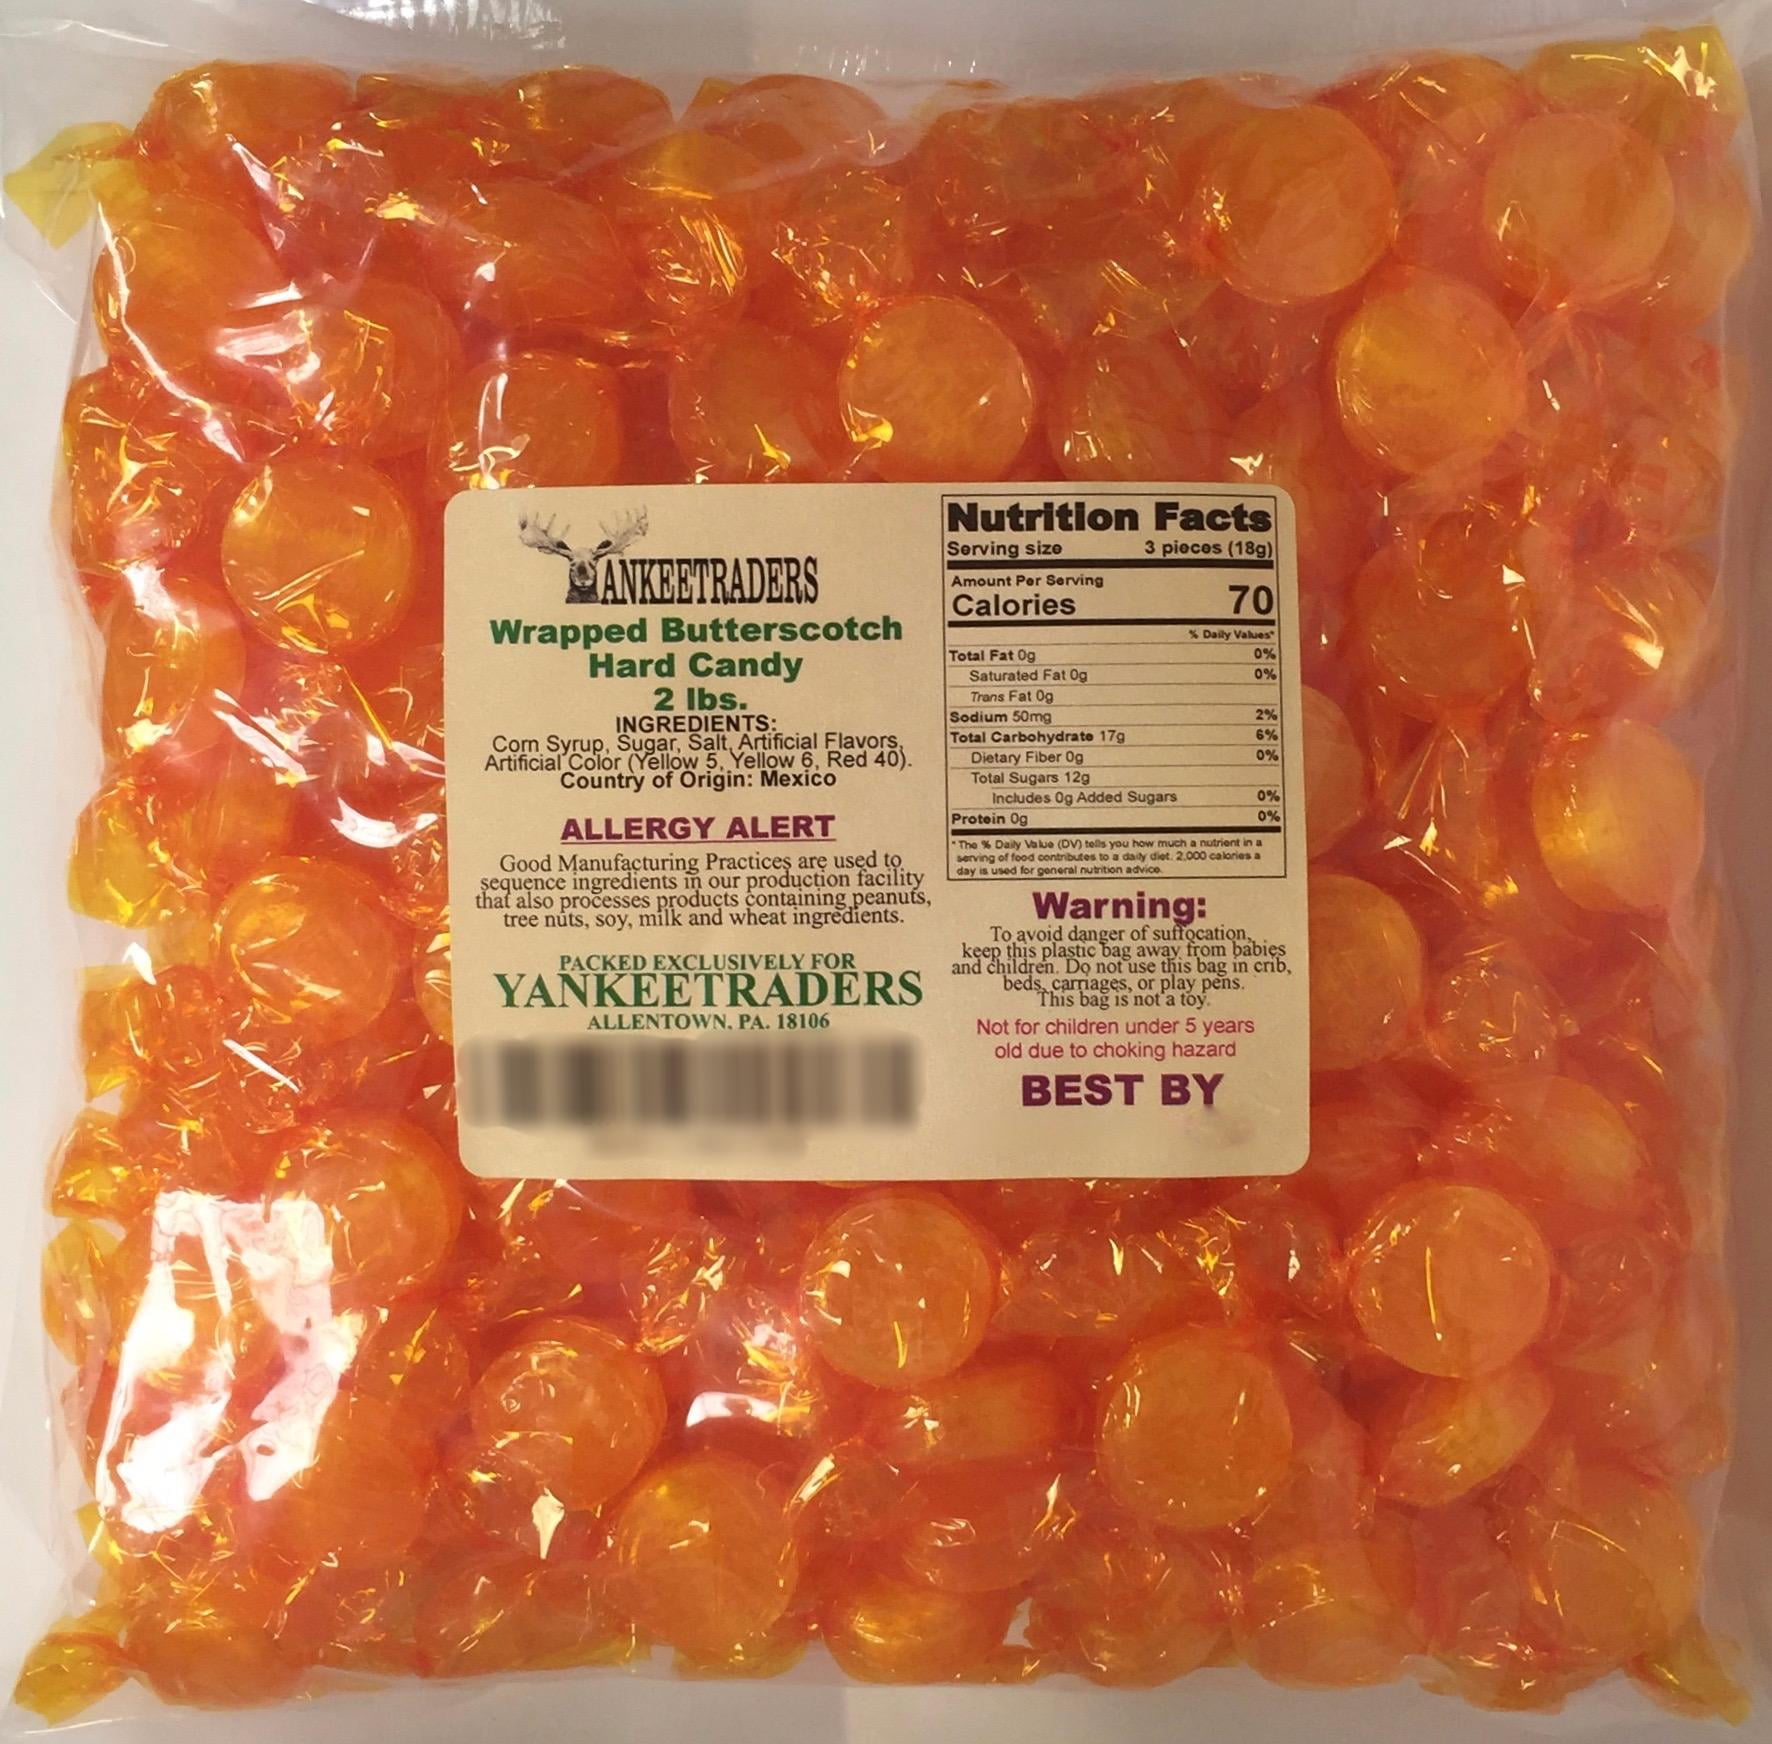 YANKEETRADERS
Wrapped Butterscotch
Hard Candy
2 lbs.
INGREDIENTS:
Corn Syrup, Sugar, Salt, Artificial Flavors,
Artificial Color (Yellow 5, Yellow 6, Red 40).
Country of Origin: Mexico
ALLERGY ALERT
Good Manufacturing Practices are used to
sequence ingredients in our production facility
that also processes products containing peanuts,
tree nuts, soy, milk and wheat ingredients.
PACKED EXCLUSIVELY FOR
YANKEETRADERS
ALLENTOWN, PA. 18106
Nutrition Facts
Serving size 3 pieces (18g)
Amount Per Serving
Calories 70
% Daily Values*
Total Fat 0g 0%
Saturated Fat 0g 0%
Trans Fat 0g
Sodium 50mg 2%
Total Carbohydrate 17g 6%
Dietary Fiber 0g 0%
Total Sugars 12g
Includes 0g Added Sugars 0%
Protein 0g 0%
* The % Daily Value (DV) tells you how much a nutrient in a
serving of food contributes to a daily diet. 2,000 calories a
day is used for general nutrition advice.
Warning:
To avoid danger of suffocation,
keep this plastic bag away from babies
and children. Do not use this bag in crib,
beds, carriages, or play pens.
This bag is not a toy.
Not for children under 5 years
old due to choking hazard
BEST BY